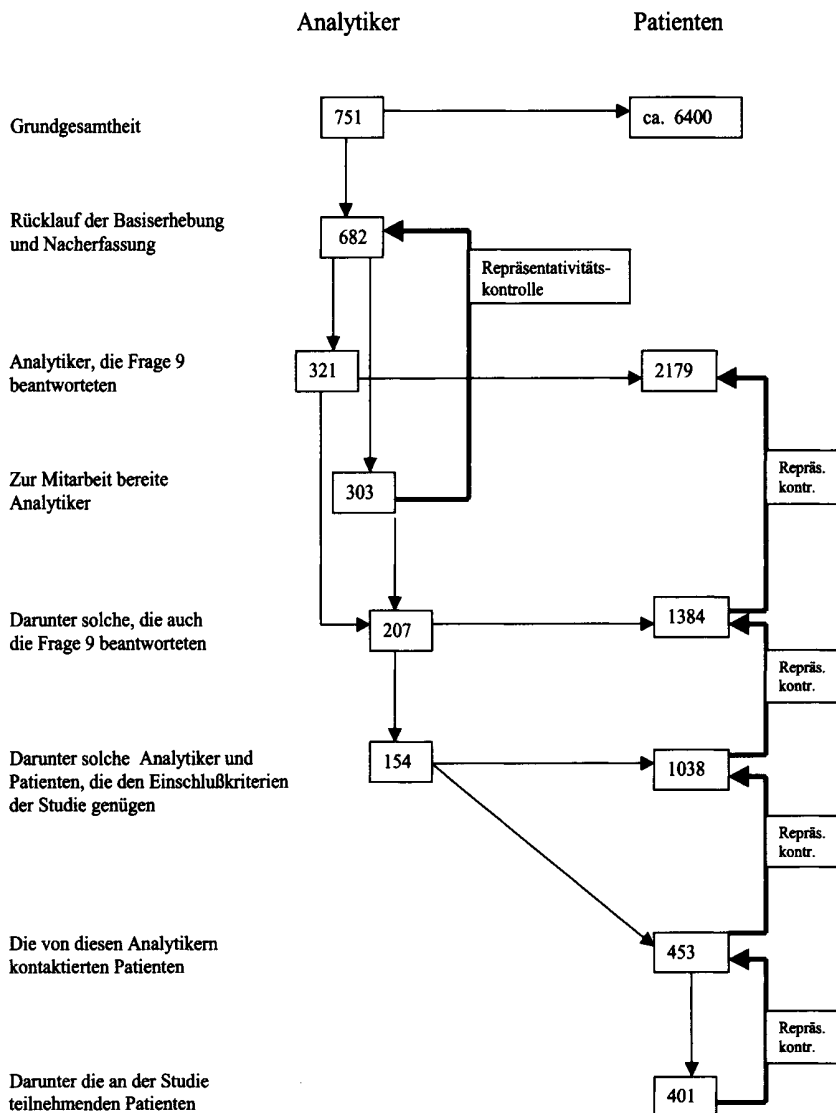 Analytiker Patienten
Grundgesamtheit 751 ca. 6400
Rücklauf der Basiserhebung
und Nacherfassung
682
Repräsentativitäts-
kontrolle
Analytiker, die Frage 9
beantworteten
321 2179
Zur Mitarbeit bereite
Analytiker
303
Repräs.
kontr.
Darunter solche, die auch
die Frage 9 beantworteten
207 1384
Repräs.
kontr.
Darunter solche Analytiker und
Patienten, die den Einschlußkriterien
der Studie genügen
154 1038
Repräs.
kontr.
Die von diesen Analytikern
kontaktierten Patienten
453
Repräs.
kontr.
Darunter die an der Studie
teilnehmenden Patienten
401